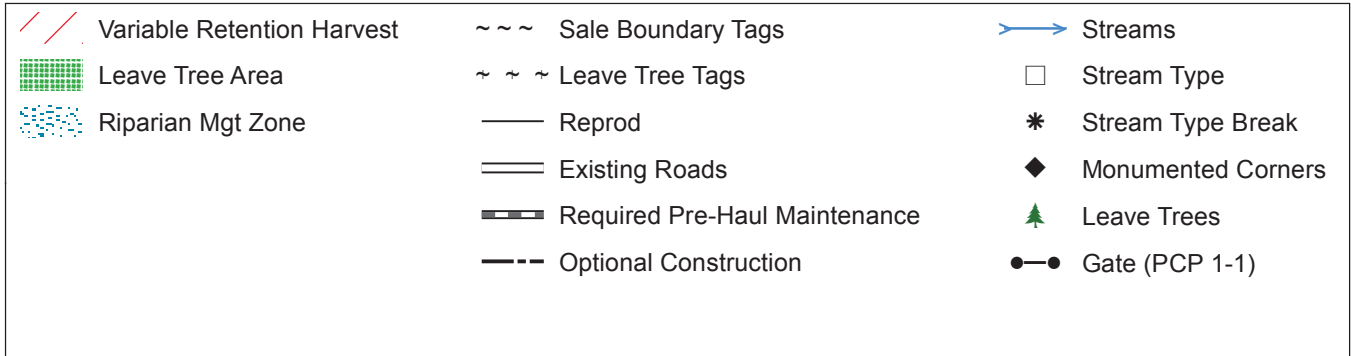 Variable Retention Harvest
Leave Tree Area
Riparian Mgt Zone
Sale Boundary Tags
Leave Tree Tags
Reprod
Existing Roads
Required Pre-Haul Maintenance
Optional Construction
Streams
Stream Type
Stream Type Break
Monumented Corners
Leave Trees
Gate (PCP 1-1)